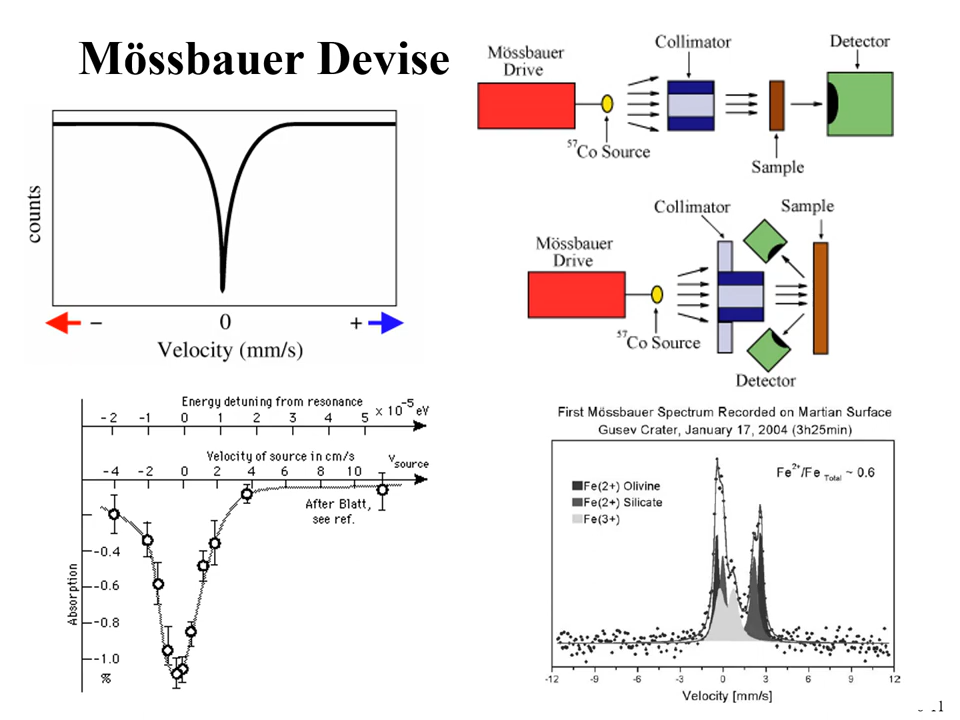 Mössbauer Devise
counts
−
0
+
Velocity (mm/s)
Mössbauer
Drive
Collimator
Detector
57Co Source
Sample
Collimator
Sample
Mössbauer
Drive
57Co Source
Detector
Energy detuning from resonance
-2 -1 0 1 2 3 4 5 x 10-5 eV
Velocity of source in cm/s
-4 -2 0 2 4 6 8 10 vsource
After Blatt,
see ref.
-0.4
-0.6
-0.8
-1.0
%
Absorption
First Mössbauer Spectrum Recorded on Martian Surface
Gusev Crater, January 17, 2004 (3h25min)
Fe2+/Fe Total ~ 0.6
Fe(2+) Olivine
Fe(2+) Silicate
Fe(3+)
-12 -9 -6 -3 0 3 6 9 12
Velocity [mm/s]